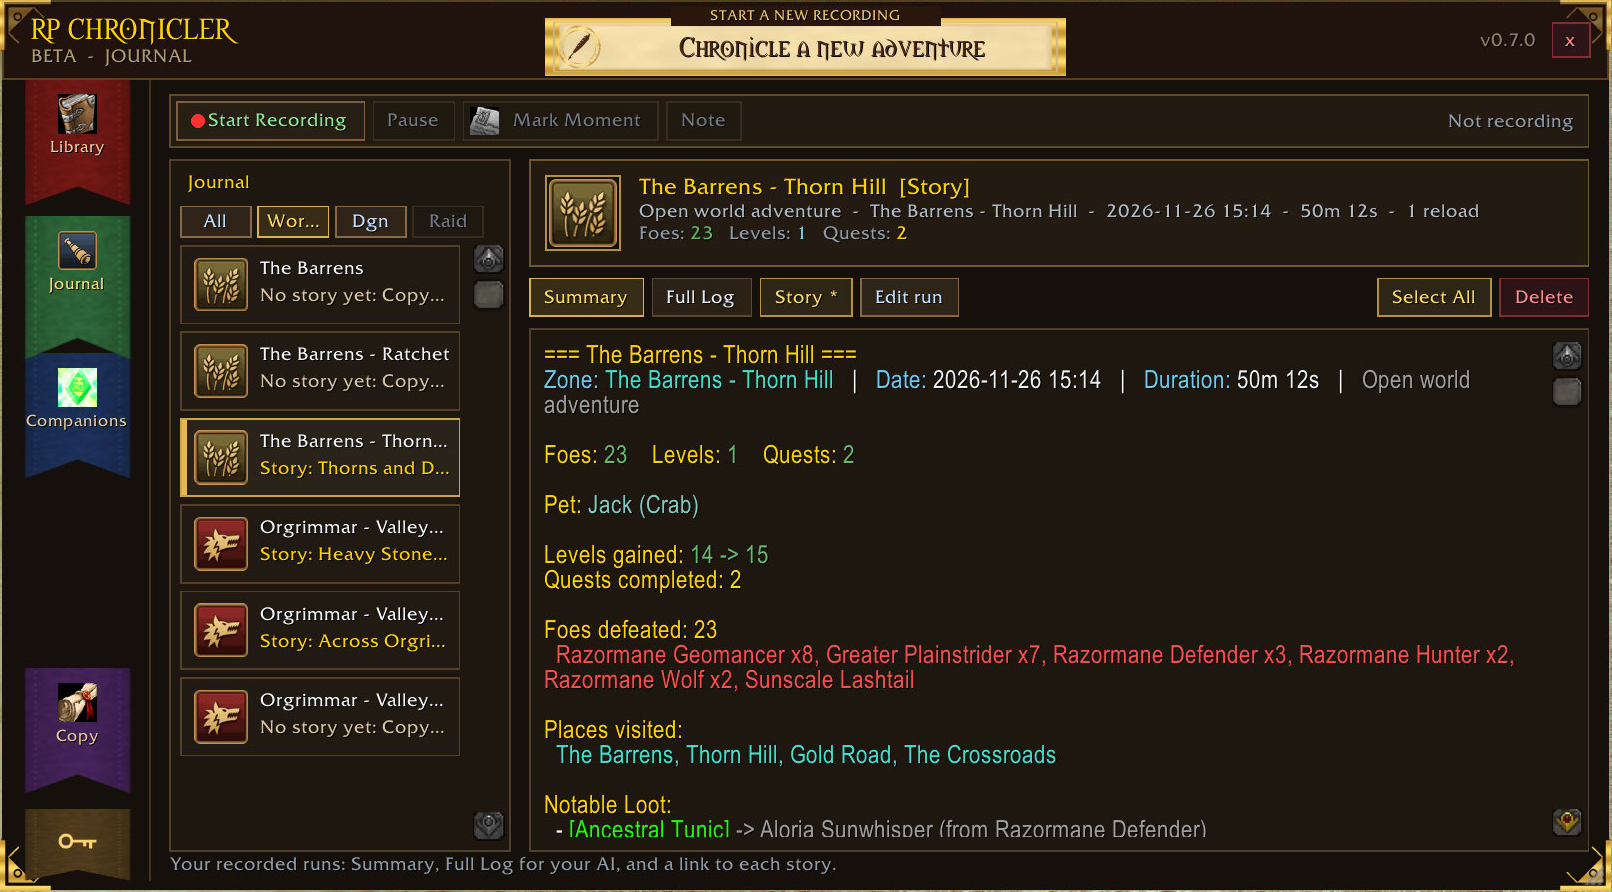 RP CHRONICLER
BETA - JOURNAL
START A NEW RECORDING
CHRONICLE A NEW ADVENTURE
v0.7.0
x
Library
Journal
Companions
Copy
Start Recording
Pause
Mark Moment
Note
Not recording
Journal
All
Wor...
Dgn
Raid
The Barrens
No story yet: Copy...
The Barrens - Ratchet
No story yet: Copy...
The Barrens - Thorn...
Story: Thorns and D...
Orgrimmar - Valley...
Story: Heavy Stone...
Orgrimmar - Valley...
Story: Across Orgri...
Orgrimmar - Valley...
No story yet: Copy...
The Barrens - Thorn Hill [Story]
Open world adventure - The Barrens - Thorn Hill - 2026-11-26 15:14 - 50m 12s - 1 reload
Foes: 23 Levels: 1 Quests: 2
Summary
Full Log
Story *
Edit run
Select All
Delete
=== The Barrens - Thorn Hill ===
Zone: The Barrens - Thorn Hill | Date: 2026-11-26 15:14 | Duration: 50m 12s | Open world
adventure
Foes: 23 Levels: 1 Quests: 2
Pet: Jack (Crab)
Levels gained: 14 -> 15
Quests completed: 2
Foes defeated: 23
Razormane Geomancer x8, Greater Plainstrider x7, Razormane Defender x3, Razormane Hunter x2,
Razormane Wolf x2, Sunscale Lashtail
Places visited:
The Barrens, Thorn Hill, Gold Road, The Crossroads
Notable Loot:
- [Ancestral Tunic] -> Aloria Sunwhisper (from Razormane Defender)
Your recorded runs: Summary, Full Log for your AI, and a link to each story.